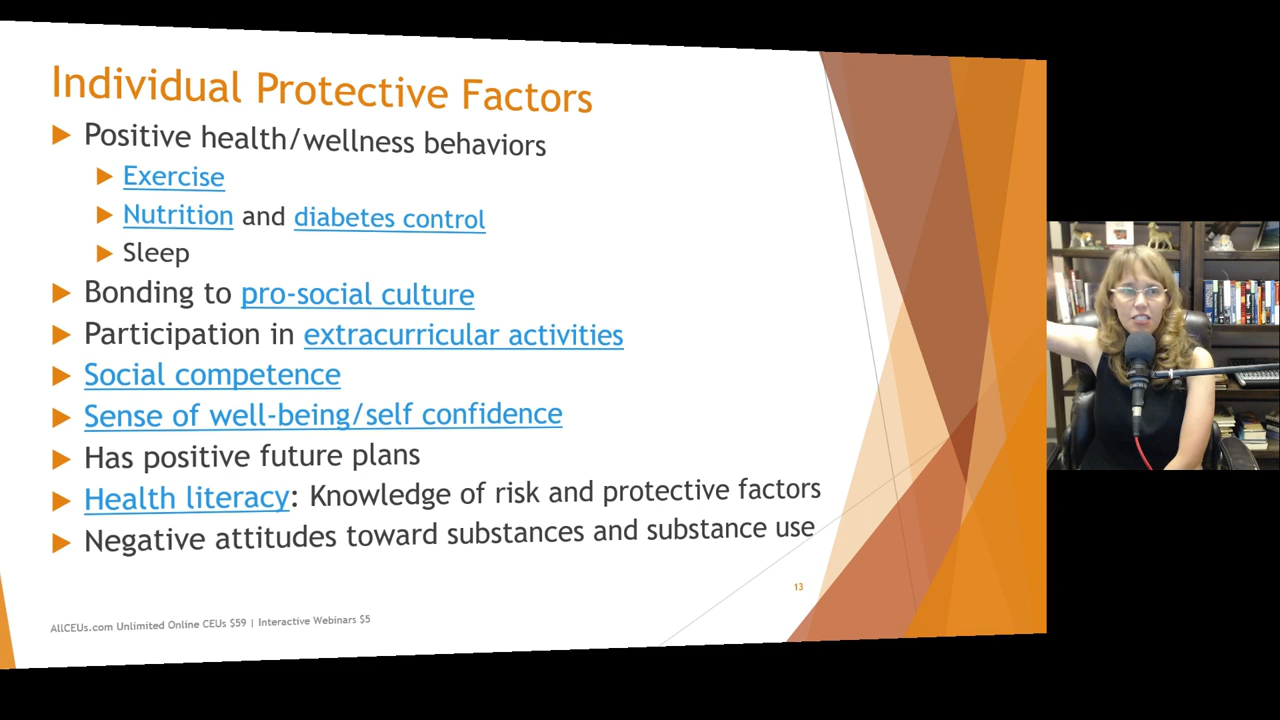 Individual Protective Factors
Positive health/wellness behaviors
Exercise
Nutrition and diabetes control
Sleep
Bonding to pro-social culture
Participation in extracurricular activities
Social competence
Sense of well-being/self confidence
Has positive future plans
Health literacy: Knowledge of risk and protective factors
Negative attitudes toward substances and substance use
13
AllCEUs.com Unlimited Online CEUs $59 | Interactive Webinars $5